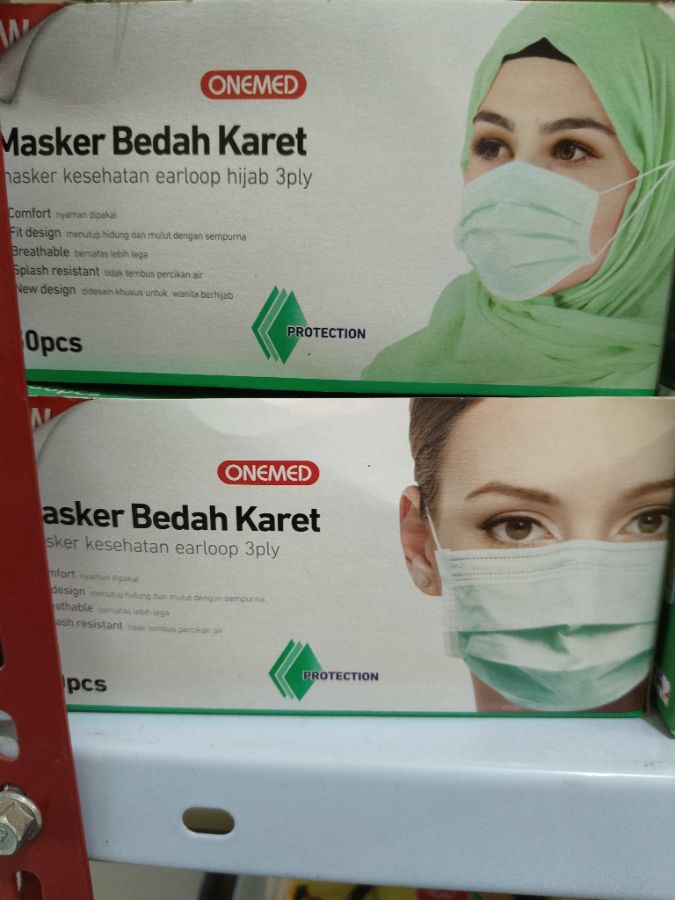 W
ONEMED
Masker Bedah Karet
masker kesehatan earloop hijab 3ply
Comfort nyaman dipakai
Fit design menutup hidung dan mulut dengan sempurna
Breathable bernafas lebih lega
Splash resistant tidak tembus percikan air
New design didesain khusus untuk wanita berhijab
0pcs
PROTECTION
W
ONEMED
asker Bedah Karet
sker kesehatan earloop 3ply
mfort nyaman dipakai
design menutup hidung dan mulut dengan sempurna
eathable bernafas lebih lega
ash resistant tidak tembus percikan air
pcs
PROTECTION